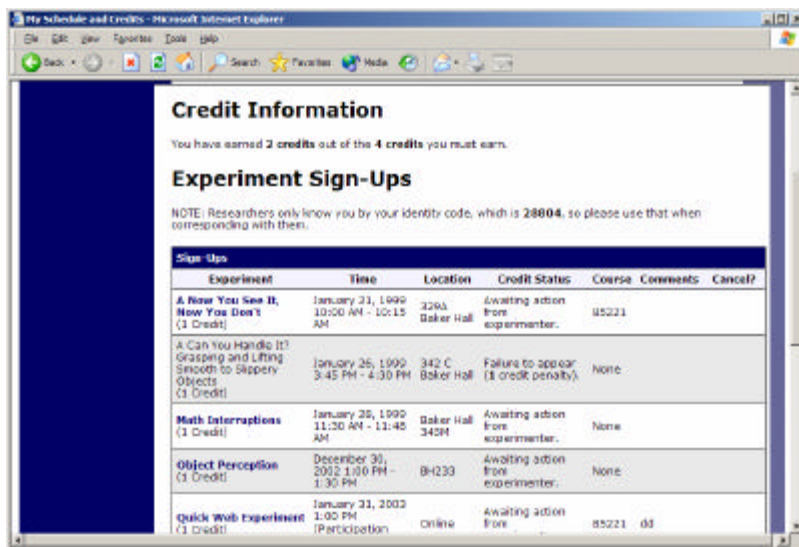 My Schedule and Credits - Microsoft Internet Explorer
File Edit View Favorites Tools Help
Back Search Favorites Media
Credit Information
You have earned 2 credits out of the 4 credits you must earn.
Experiment Sign-Ups
NOTE: Researchers only know you by your identity code, which is 28804, so please use that when
corresponding with them.
Sign-Ups
Experiment Time Location Credit Status Course Comments Cancel?
A Now You See It,
Now You Don't
(1 Credit)
January 21, 1999
10:00 AM - 10:15
AM
329A
Baker Hall
Awaiting action
from
experimenter.
85221
A Can You Handle It?
Grasping and Lifting
Smooth to Slippery
Objects
(1 Credit)
January 26, 1999
3:45 PM - 4:30 PM
342 C
Baker Hall
Failure to appear
(1 credit penalty).
None
Math Interruptions
(1 Credit)
January 28, 1999
11:30 AM - 11:45
AM
Baker Hall
345M
Awaiting action
from
experimenter.
None
Object Perception
(1 Credit)
December 30,
2002 1:00 PM -
1:30 PM
BH233
Awaiting action
from
experimenter.
None
Quick Web Experiment
(1 Credit)
January 31, 2003
1:00 PM
(Participation
Online
Awaiting action
from
85221
dd